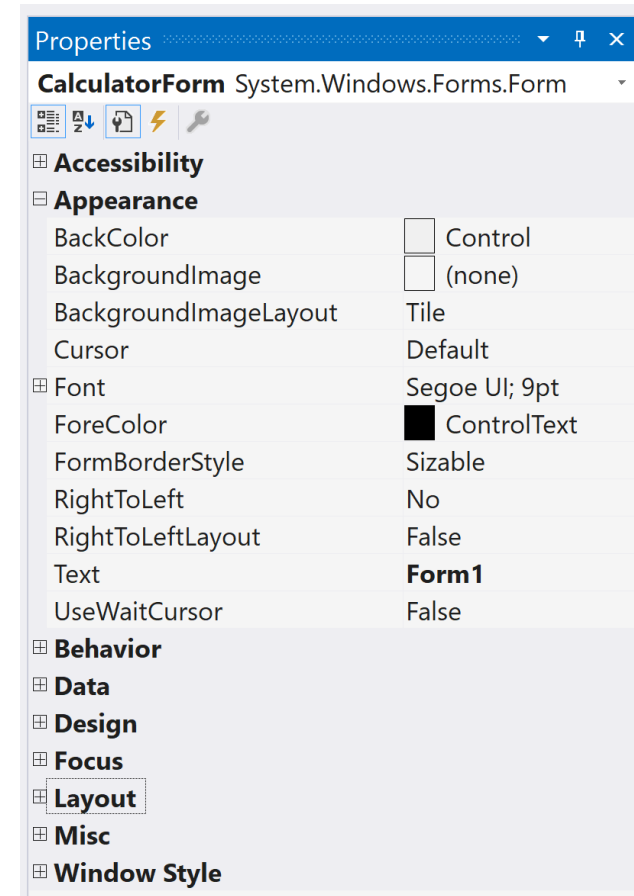 Properties
CalculatorForm System.Windows.Forms.Form
Accessibility
Appearance
BackColor Control
BackgroundImage (none)
BackgroundImageLayout Tile
Cursor Default
Font Segoe UI; 9pt
ForeColor ControlText
FormBorderStyle Sizable
RightToLeft No
RightToLeftLayout False
Text Form1
UseWaitCursor False
Behavior
Data
Design
Focus
Layout
Misc
Window Style